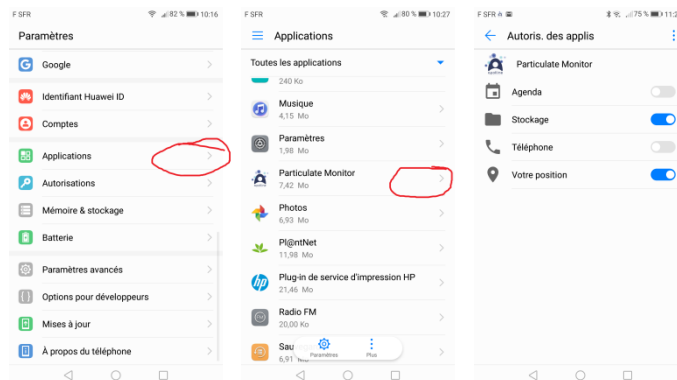 F SFR 82 % 10:16
Paramètres
Google
Identifiant Huawei ID
Comptes
Applications
Autorisations
Mémoire & stockage
Batterie
Paramètres avancés
Options pour développeurs
Mises à jour
À propos du téléphone
F SFR 80 % 10:27
Applications
Toutes les applications
240 Ko
Musique
4,15 Mo
Paramètres
1,98 Mo
Particulate Monitor
7,42 Mo
Photos
6,93 Mo
Pl@ntNet
11,98 Mo
Plug-in de service d'impression HP
21,46 Mo
Radio FM
20,00 Ko
6,91
Paramètres
Plus
F SFR 75 %
Autoris. des applis
Particulate Monitor
Agenda
Stockage
Téléphone
Votre position